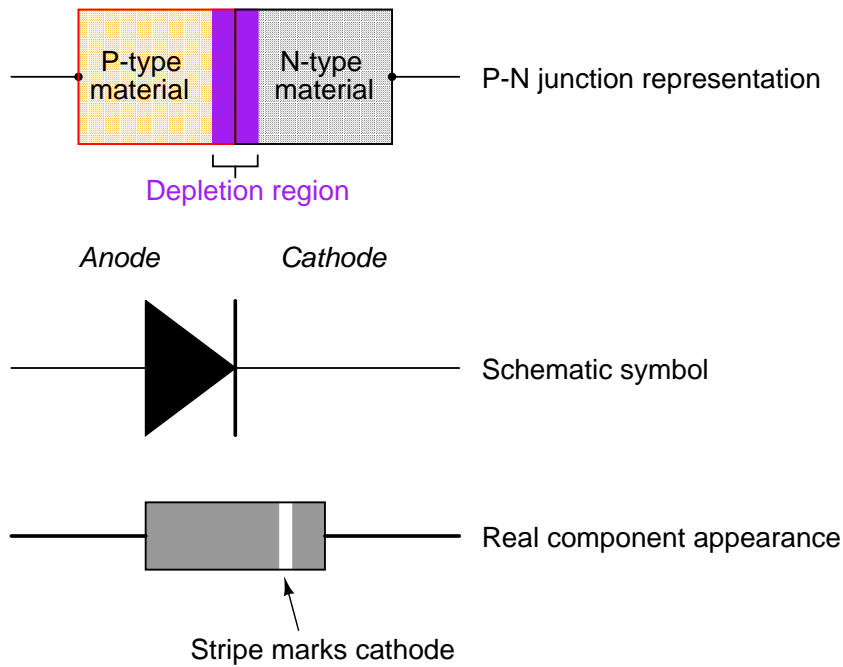 P-type
material
N-type
material
P-N junction representation
Depletion region
Anode
Cathode
Schematic symbol
Real component appearance
Stripe marks cathode